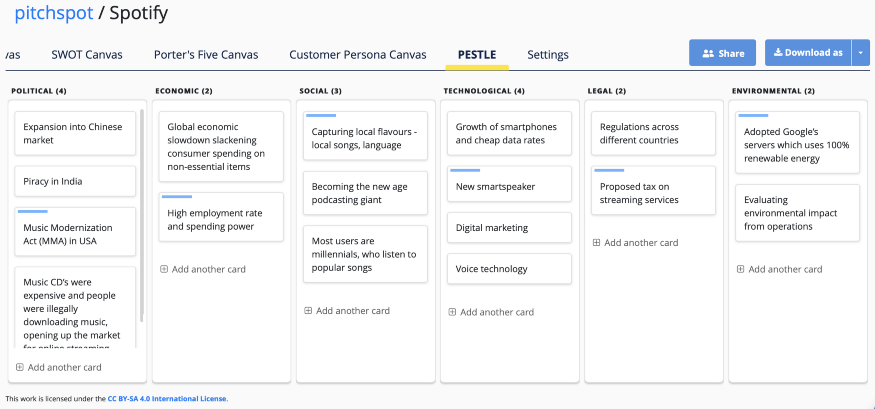 pitchspot / Spotify
vas
SWOT Canvas
Porter's Five Canvas
Customer Persona Canvas
PESTLE
Settings
Share
Download as
POLITICAL (4)
Expansion into Chinese
market
Piracy in India
Music Modernization
Act (MMA) in USA
Music CD's were
expensive and people
were illegally
downloading music,
opening up the market
for online streaming
Add another card
ECONOMIC (2)
Global economic
slowdown slackening
consumer spending on
non-essential items
High employment rate
and spending power
Add another card
SOCIAL (3)
Capturing local flavours -
local songs, language
Becoming the new age
podcasting giant
Most users are
millennials, who listen to
popular songs
Add another card
TECHNOLOGICAL (4)
Growth of smartphones
and cheap data rates
New smartspeaker
Digital marketing
Voice technology
Add another card
LEGAL (2)
Regulations across
different countries
Proposed tax on
streaming services
Add another card
ENVIRONMENTAL (2)
Adopted Google's
servers which uses 100%
renewable energy
Evaluating
environmental impact
from operations
Add another card
This work is licensed under the CC BY-SA 4.0 International License.